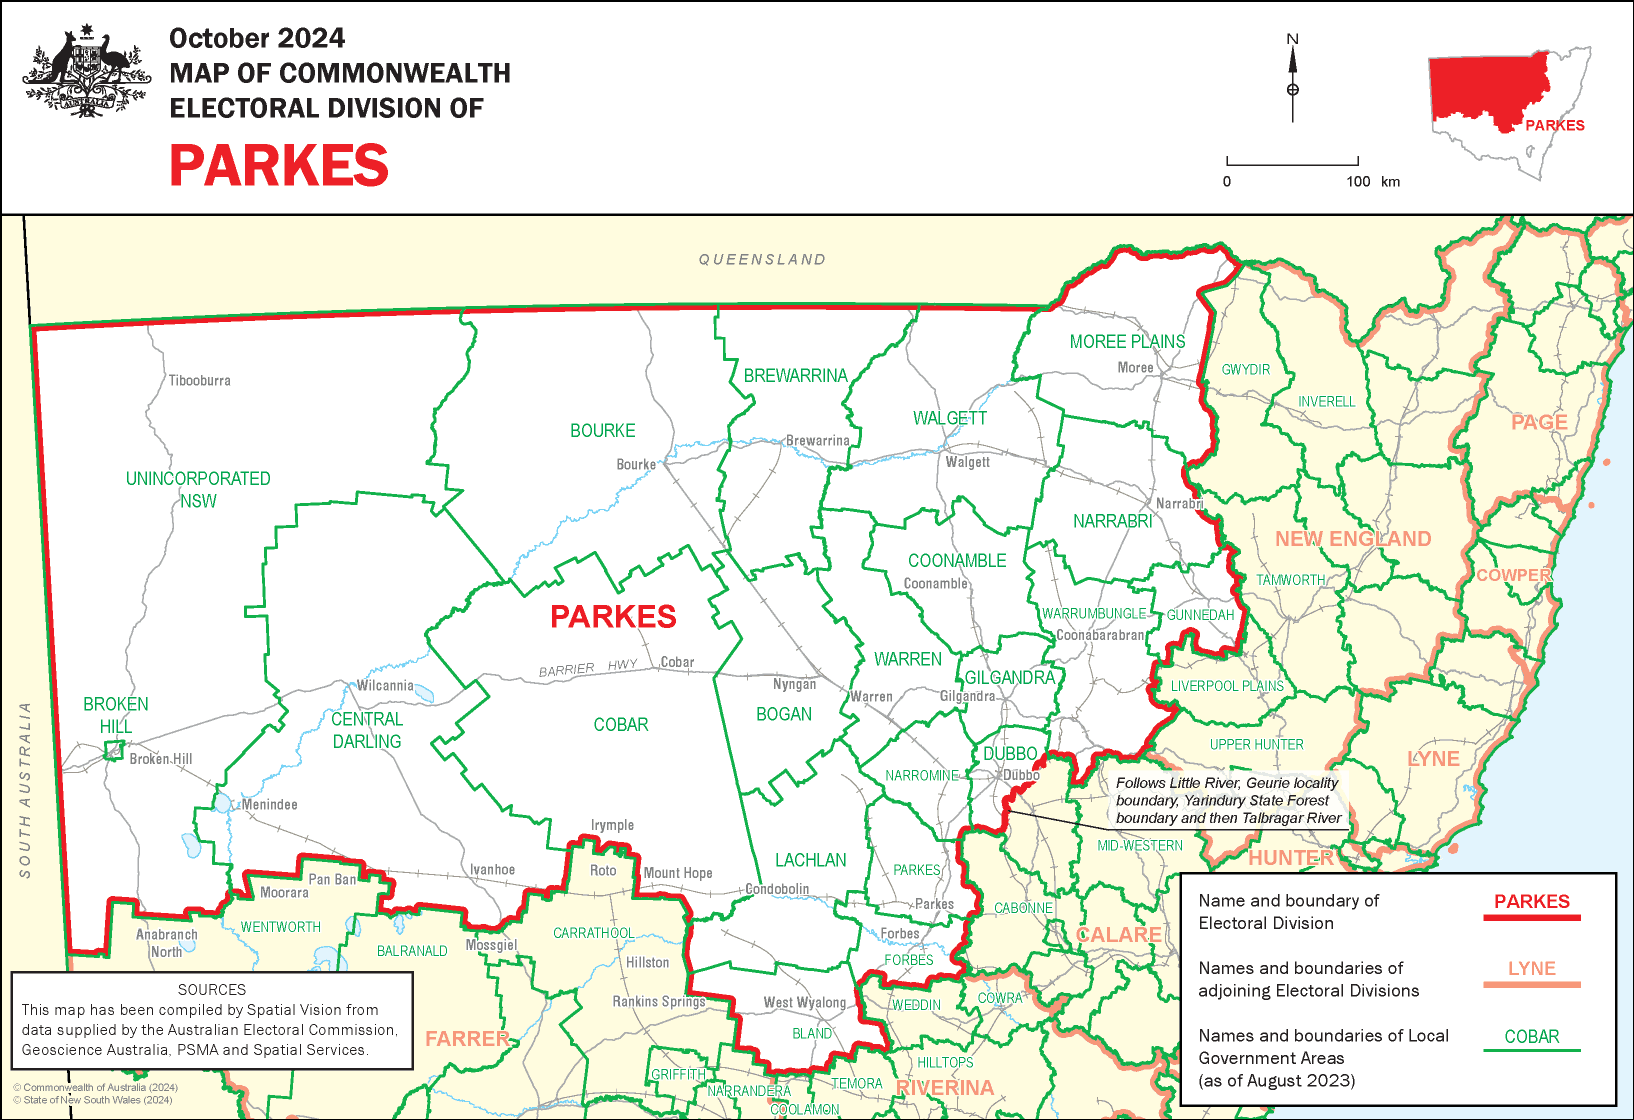 October 2024
MAP OF COMMONWEALTH
ELECTORAL DIVISION OF
PARKES
AUSTRALIA
N
0 100 km
PARKES
QUEENSLAND
SOUTH AUSTRALIA
MOREE PLAINS
Moree
GWYDIR
INVERELL
PAGE
Tibooburra
BREWARRINA
WALGETT
BOURKE
Brewarrina
Bourke
Walgett
UNINCORPORATED
NSW
Narrabri
NARRABRI
NEW ENGLAND
COONAMBLE
Coonamble
TAMWORTH
COWPER
PARKES
WARRUMBUNGLE
GUNNEDAH
Coonabarabran
BARRIER HWY
Cobar
WARREN
GILGANDRA
Nyngan
Warren
Gilgandra
LIVERPOOL PLAINS
Wilcannia
BROKEN
HILL
CENTRAL
DARLING
COBAR
BOGAN
UPPER HUNTER
LYNE
Broken Hill
DUBBO
Dubbo
NARROMINE
Follows Little River, Geurie locality
boundary, Yarindury State Forest
boundary and then Talbragar River
Menindee
Irymple
MID-WESTERN
HUNTER
LACHLAN
PARKES
Ivanhoe
Roto
Mount Hope
Pan Ban
Moorara
Condobolin
Parkes
CABONNE
WENTWORTH
Anabranch
North
BALRANALD
Mossgiel
CARRATHOOL
Forbes
FORBES
CALARE
Hillston
Rankins Springs
West Wyalong
WEDDIN
COWRA
BLAND
FARRER
HILLTOPS
GRIFFITH
NARRANDERA
TEMORA
RIVERINA
COOLAMON
SOURCES
This map has been compiled by Spatial Vision from
data supplied by the Australian Electoral Commission,
Geoscience Australia, PSMA and Spatial Services.
© Commonwealth of Australia (2024)
© State of New South Wales (2024)
Name and boundary of PARKES
Electoral Division
Names and boundaries of LYNE
adjoining Electoral Divisions
Names and boundaries of Local COBAR
Government Areas
(as of August 2023)